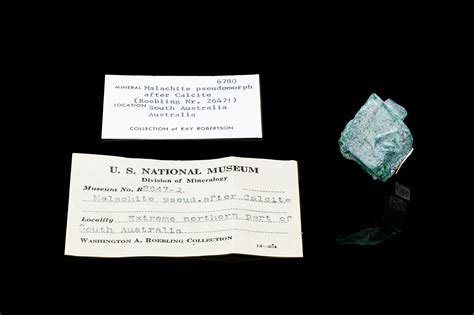 6780
MINERAL Malachite pseudomorph
after Calcite
(Roebling Nr. 2647!)
LOCATION South Australia
Australia
COLLECTION of KAY ROBERTSON
U. S. NATIONAL MUSEUM
Division of Mineralogy
Museum No. R2647-2
Malachite pseud.after Calcite
Locality Extreme northern part of
South Australia
WASHINGTON A. ROEBLING COLLECTION